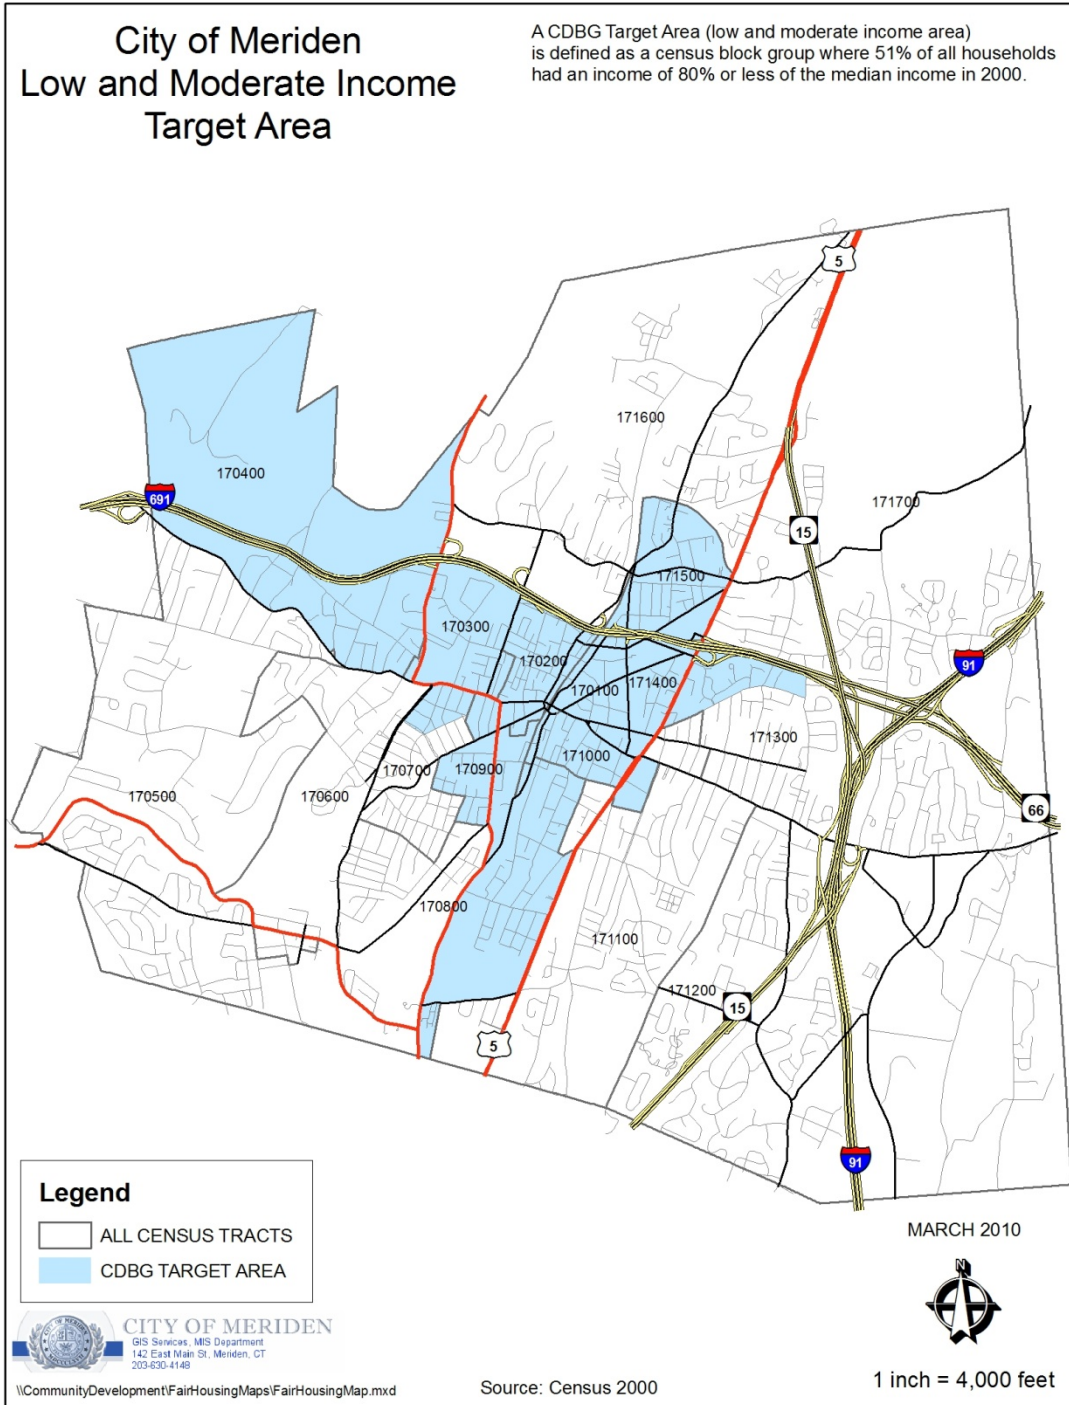 City of Meriden
Low and Moderate Income
Target Area
A CDBG Target Area (low and moderate income area)
is defined as a census block group where 51% of all households
had an income of 80% or less of the median income in 2000.
5
171600
170400
691
171700
15
171500
170300
170200
91
170100
171400
171300
171000
170700
170900
170500
170600
66
170800
171100
171200
15
5
91
Legend
ALL CENSUS TRACTS
CDBG TARGET AREA
MARCH 2010
N
CITY OF MERIDEN
GIS Services, MIS Department
142 East Main St, Meriden, CT
203-630-4148
\\CommunityDevelopment\FairHousingMaps\FairHousingMap.mxd
Source: Census 2000
1 inch = 4,000 feet